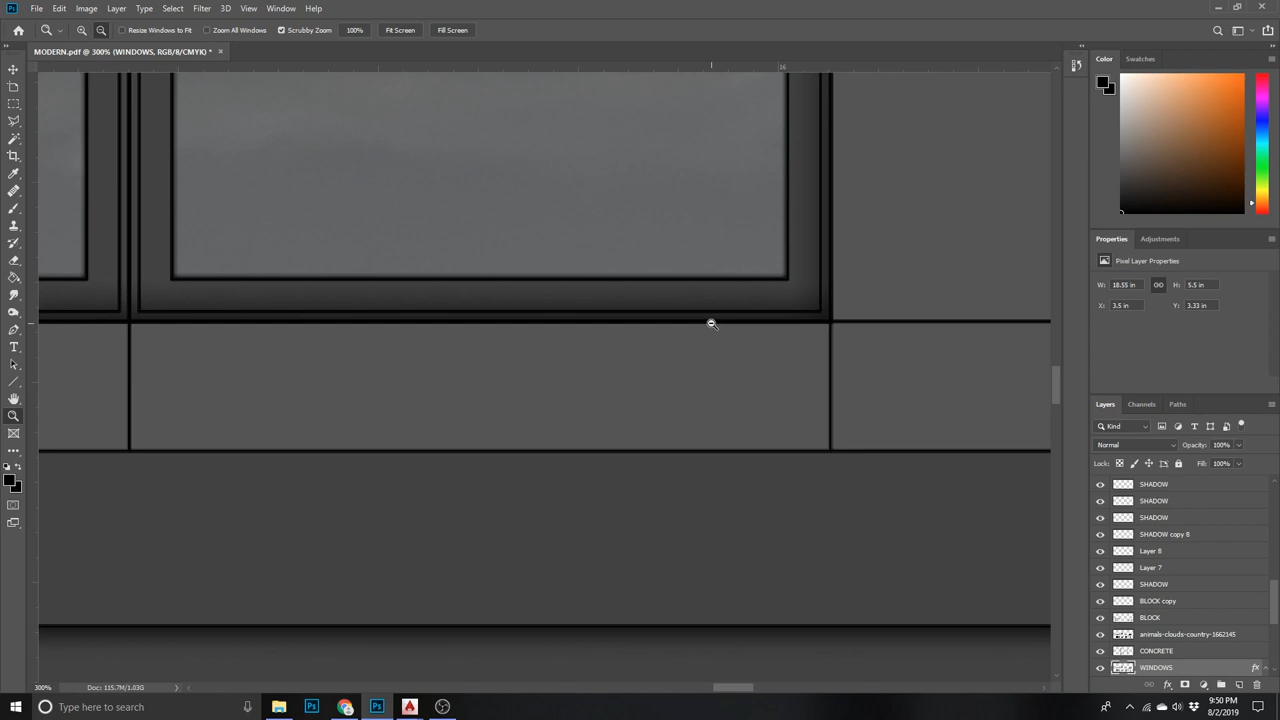 File Edit Image Layer Type Select Filter 3D View Window Help
Resize Windows to Fit Zoom All Windows Scrubby Zoom 100% Fit Screen Fill Screen
MODERN.pdf @ 300% (WINDOWS, RGB/8/CMYK) * ×
16
Color Swatches
Properties Adjustments
Pixel Layer Properties
W: 18.55 in H: 5.5 in
X: 3.5 in Y: 3.33 in
Layers Channels Paths
Kind
Normal Opacity: 100%
Lock: Fill: 100%
SHADOW
SHADOW
SHADOW
SHADOW copy 8
Layer 8
Layer 7
SHADOW
BLOCK copy
BLOCK
animals-clouds-country-1662145
CONCRETE
WINDOWS fx
300% Doc: 115.7M/1.03G
Type here to search
9:50 PM
8/2/2019